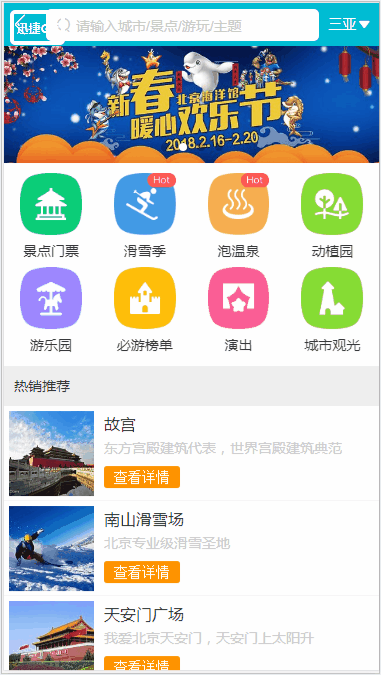 迅捷
请输入城市/景点/游玩/主题
三亚
新春
北京海洋馆
暖心欢乐节
2018.2.16-2.20
Hot
Hot
景点门票
滑雪季
泡温泉
动植园
游乐园
必游榜单
演出
城市观光
热销推荐
故宫
东方宫殿建筑代表，世界宫殿建筑典范
查看详情
南山滑雪场
北京专业级滑雪圣地
查看详情
天安门广场
我爱北京天安门，天安门上太阳升
查看详情